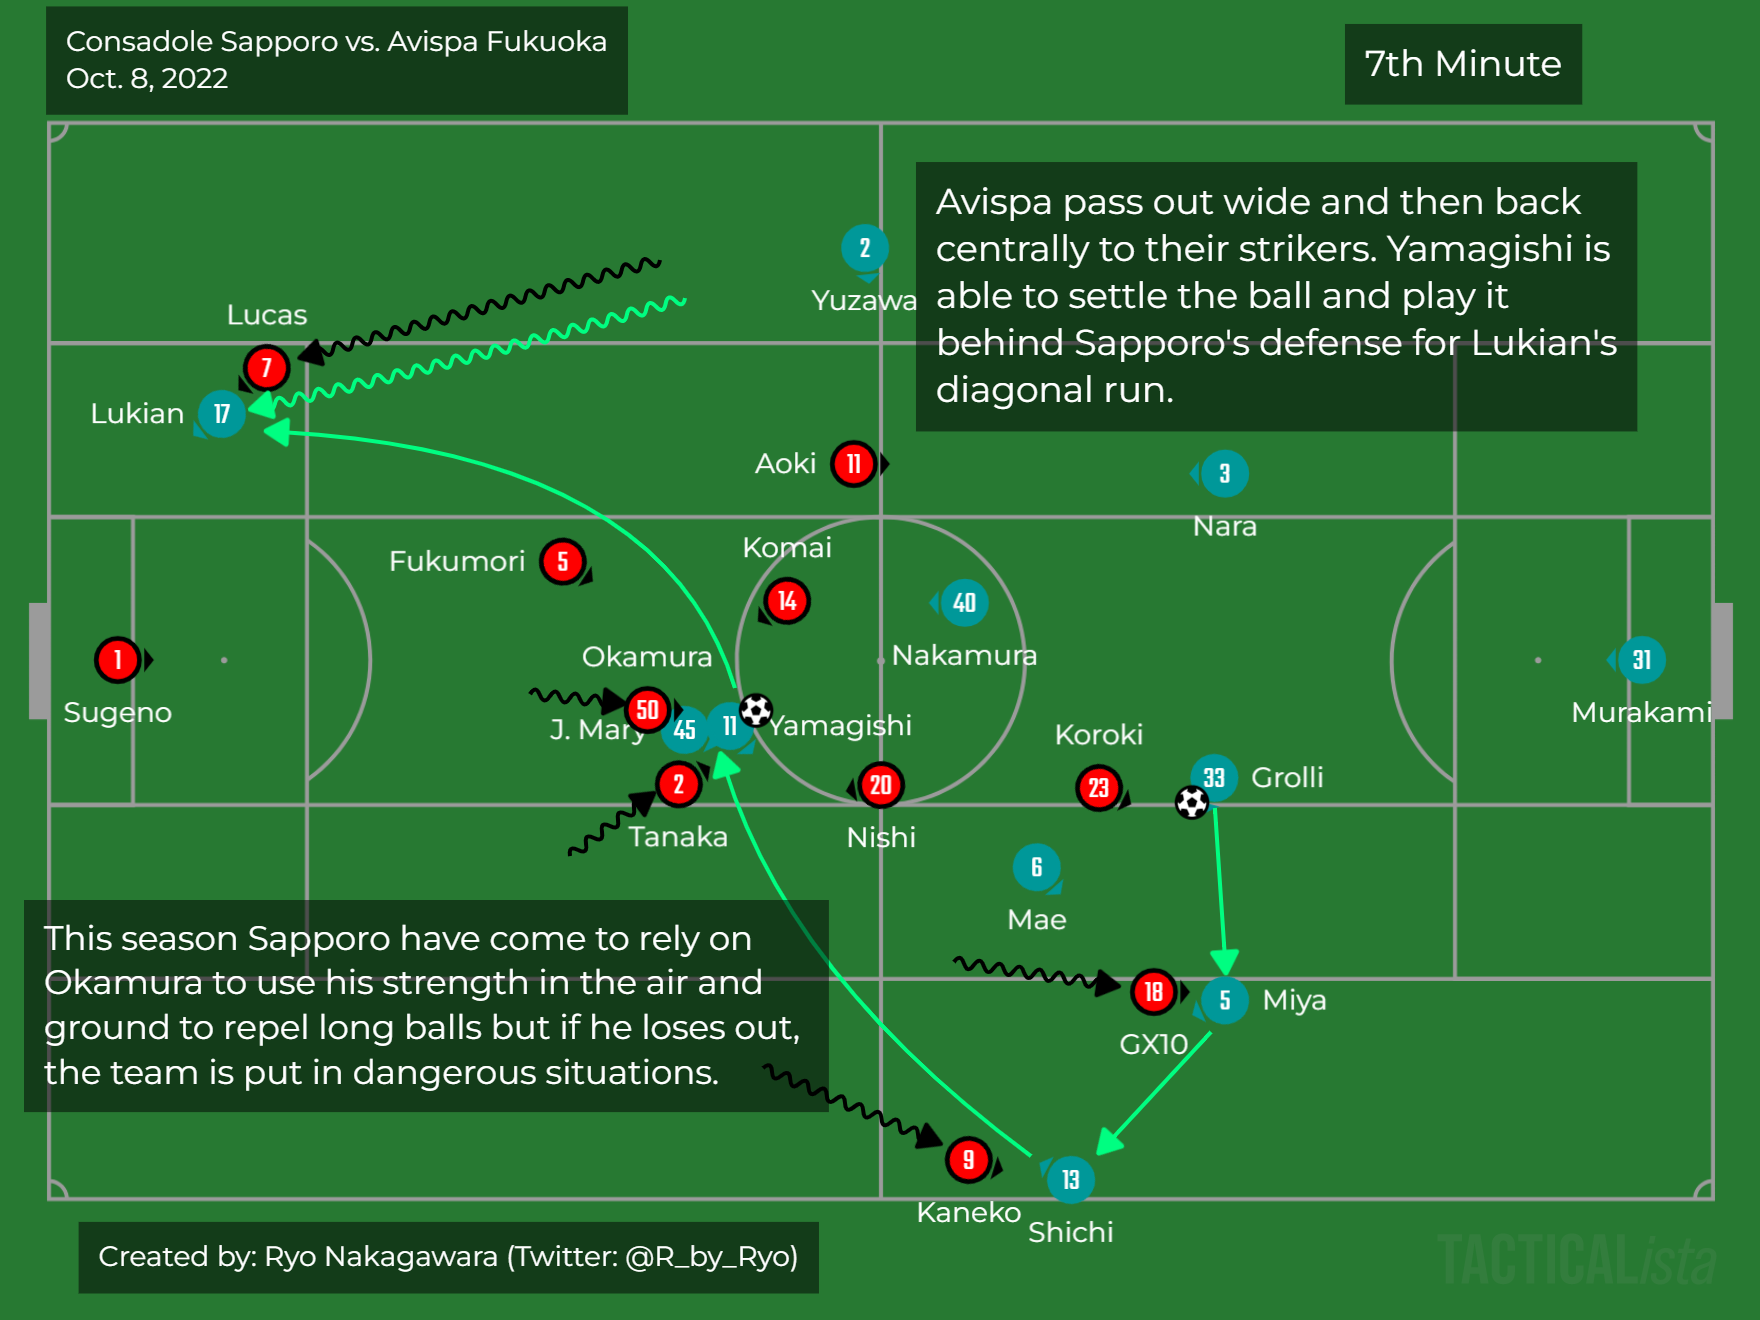 Consadole Sapporo vs. Avispa Fukuoka
Oct. 8, 2022
7th Minute
Avispa pass out wide and then back
centrally to their strikers. Yamagishi is
able to settle the ball and play it
behind Sapporo's defense for Lukian's
diagonal run.
2
Yuzawa
Lucas
7
Lukian
17
Aoki
11
3
Nara
Fukumori
5
Komai
14
40
Nakamura
1
Sugeno
31
Murakami
Okamura
50
J. Mary
45
11
Yamagishi
2
Tanaka
20
Nishi
Koroki
23
33
Grolli
6
Mae
18
GX10
5
Miya
This season Sapporo have come to rely on
Okamura to use his strength in the air and
ground to repel long balls but if he loses out,
the team is put in dangerous situations.
9
Kaneko
13
Shichi
Created by: Ryo Nakagawara (Twitter: @R_by_Ryo)
TACTICALista